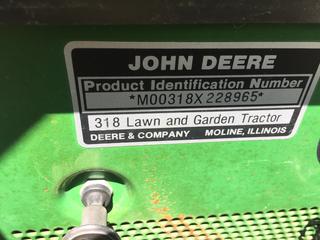 JOHN DEERE
Product Identification Number
*M00318X228965*
318 Lawn and Garden Tractor
DEERE & COMPANY MOLINE, ILLINOIS